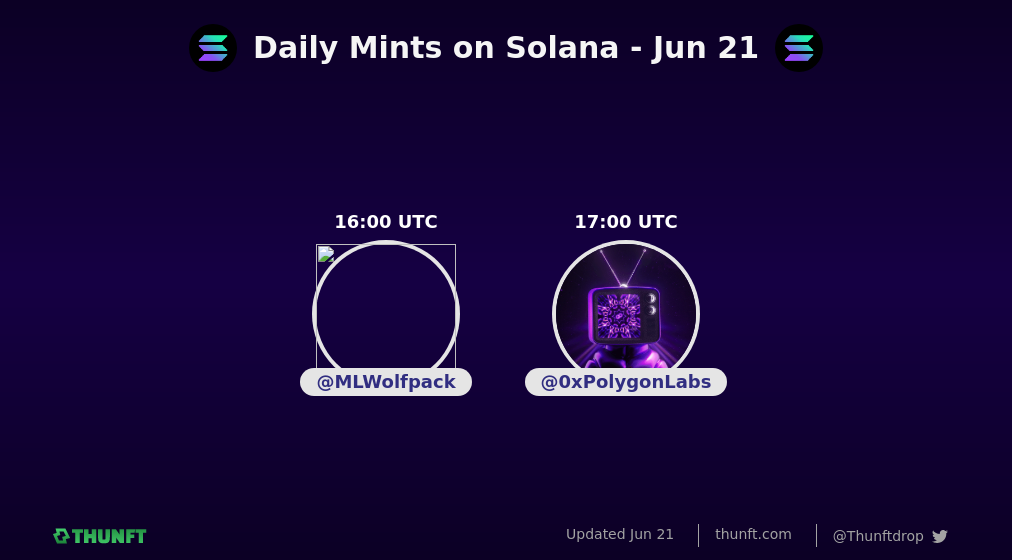 Daily Mints on Solana - Jun 21
16:00 UTC
17:00 UTC
@MLWolfpack
@0xPolygonLabs
THUNFT
Updated Jun 21
thunft.com
@Thunftdrop